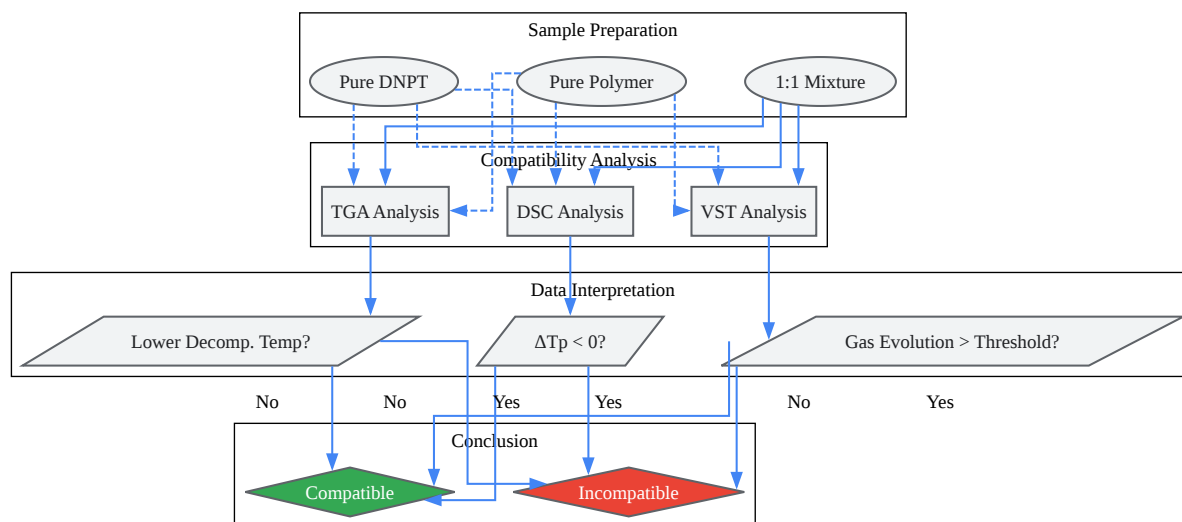 Sample Preparation
Pure DNPT
Pure Polymer
1:1 Mixture
Compatibility Analysis
TGA Analysis
DSC Analysis
VST Analysis
Data Interpretation
Lower Decomp. Temp?
ΔTp < 0?
Gas Evolution > Threshold?
No
No
Yes
Yes
No
Yes
Conclusion
Compatible
Incompatible